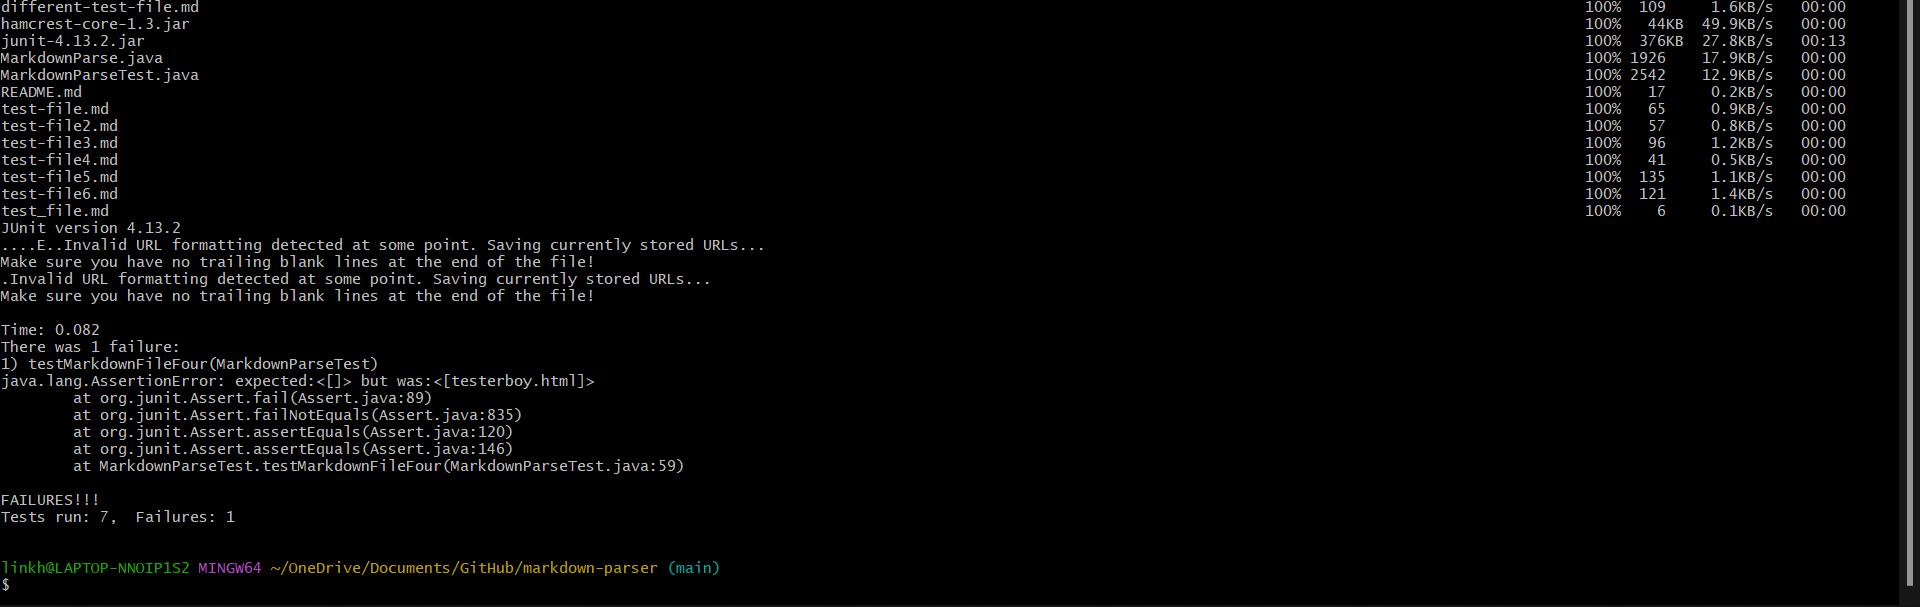 different-test-file.md 100% 109 1.6KB/s 00:00
hamcrest-core-1.3.jar 100% 44KB 49.9KB/s 00:00
junit-4.13.2.jar 100% 376KB 27.8KB/s 00:13
MarkdownParse.java 100% 1926 17.9KB/s 00:00
MarkdownParseTest.java 100% 2542 12.9KB/s 00:00
README.md 100% 17 0.2KB/s 00:00
test-file.md 100% 65 0.9KB/s 00:00
test-file2.md 100% 57 0.8KB/s 00:00
test-file3.md 100% 96 1.2KB/s 00:00
test-file4.md 100% 41 0.5KB/s 00:00
test-file5.md 100% 135 1.1KB/s 00:00
test-file6.md 100% 121 1.4KB/s 00:00
test_file.md 100% 6 0.1KB/s 00:00
JUnit version 4.13.2
....E..Invalid URL formatting detected at some point. Saving currently stored URLs...
Make sure you have no trailing blank lines at the end of the file!
.Invalid URL formatting detected at some point. Saving currently stored URLs...
Make sure you have no trailing blank lines at the end of the file!
Time: 0.082
There was 1 failure:
1) testMarkdownFileFour(MarkdownParseTest)
java.lang.AssertionError: expected:<[]> but was:<[testerboy.html]>
at org.junit.Assert.fail(Assert.java:89)
at org.junit.Assert.failNotEquals(Assert.java:835)
at org.junit.Assert.assertEquals(Assert.java:120)
at org.junit.Assert.assertEquals(Assert.java:146)
at MarkdownParseTest.testMarkdownFileFour(MarkdownParseTest.java:59)
FAILURES!!!
Tests run: 7,  Failures: 1
linkh@LAPTOP-NNOIP1S2 MINGW64 ~/OneDrive/Documents/GitHub/markdown-parser (main)
$